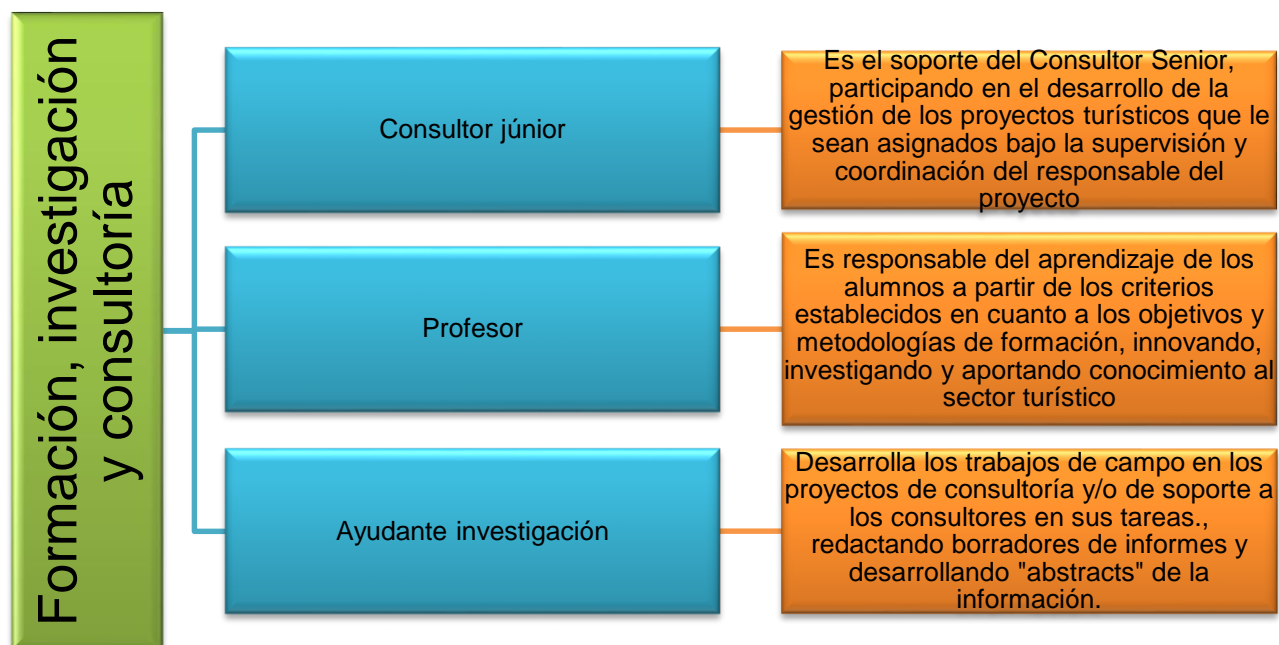 Formación, investigación
y consultoría
Consultor júnior
Es el soporte del Consultor Senior,
participando en el desarrollo de la
gestión de los proyectos turísticos que le
sean asignados bajo la supervisión y
coordinación del responsable del
proyecto
Profesor
Es responsable del aprendizaje de los
alumnos a partir de los criterios
establecidos en cuanto a los objetivos y
metodologías de formación, innovando,
investigando y aportando conocimiento al
sector turístico
Ayudante investigación
Desarrolla los trabajos de campo en los
proyectos de consultoría y/o de soporte a
los consultores en sus tareas.,
redactando borradores de informes y
desarrollando "abstracts" de la
información.